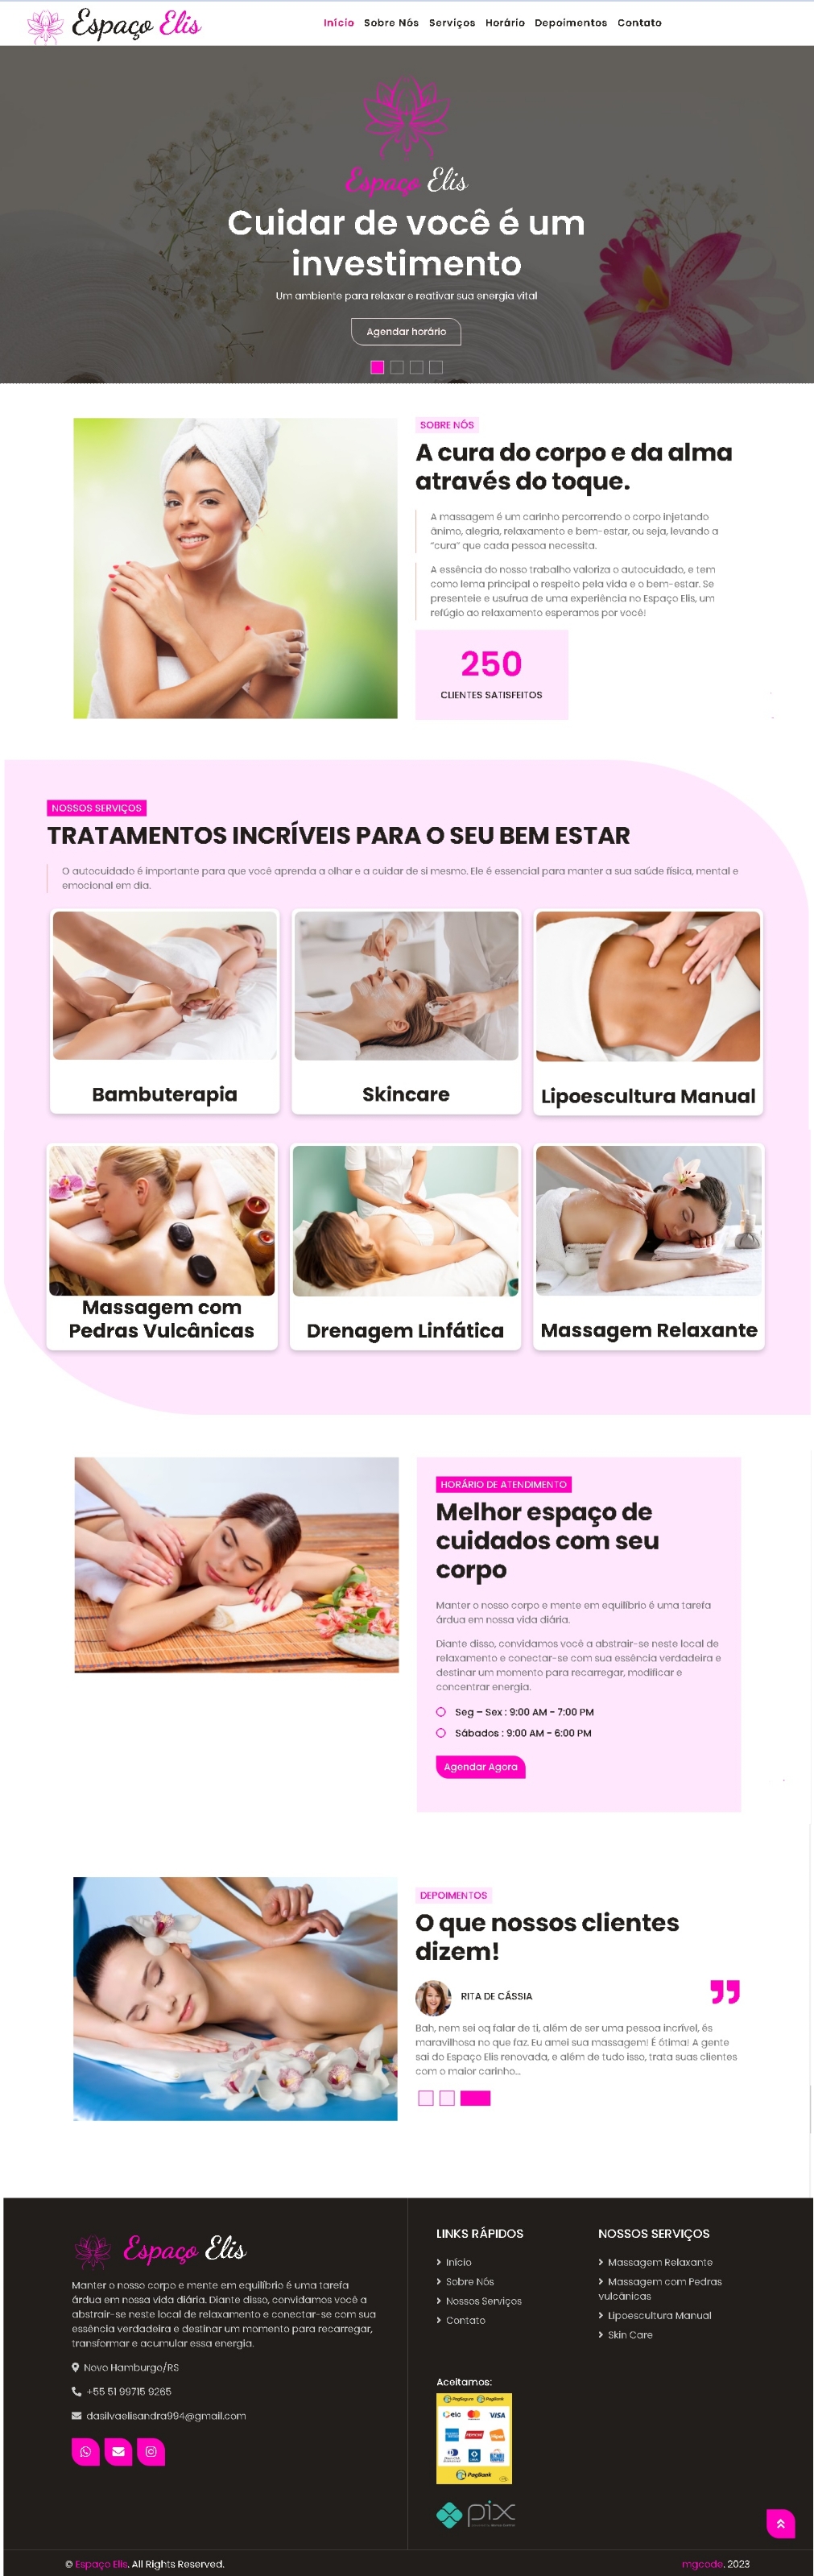 Espaço Elis
Início Sobre Nós Serviços Horário Depoimentos Contato
Espaço Elis
Cuidar de você é um
investimento
Um ambiente para relaxar e reativar sua energia vital
Agendar horário
SOBRE NÓS
A cura do corpo e da alma
através do toque.
A massagem é um carinho percorrendo o corpo injetando
ânimo, alegria, relaxamento e bem-estar, ou seja, levando a
“cura” que cada pessoa necessita.
A essência do nosso trabalho valoriza o autocuidado, e tem
como lema principal o respeito pela vida e o bem-estar. Se
presenteie e usufrua de uma experiência no Espaço Elis, um
refúgio ao relaxamento esperamos por você!
250
CLIENTES SATISFEITOS
NOSSOS SERVIÇOS
TRATAMENTOS INCRÍVEIS PARA O SEU BEM ESTAR
O autocuidado é importante para que você aprenda a olhar e a cuidar de si mesmo. Ele é essencial para manter a sua saúde física, mental e
emocional em dia.
Bambuterapia
Skincare
Lipoescultura Manual
Massagem com
Pedras Vulcânicas
Drenagem Linfática
Massagem Relaxante
HORÁRIO DE ATENDIMENTO
Melhor espaço de
cuidados com seu
corpo
Manter o nosso corpo e mente em equilíbrio é uma tarefa
árdua em nossa vida diária.
Diante disso, convidamos você a abstrair-se neste local de
relaxamento e conectar-se com sua essência verdadeira e
destinar um momento para recarregar, modificar e
concentrar energia.
Seg – Sex : 9:00 AM - 7:00 PM
Sábados : 9:00 AM - 6:00 PM
Agendar Agora
DEPOIMENTOS
O que nossos clientes
dizem!
RITA DE CÁSSIA
Bah, nem sei oq falar de ti, além de ser uma pessoa incrível, és
maravilhosa no que faz. Eu amei sua massagem! É ótima! A gente
sai do Espaço Elis renovada, e além de tudo isso, trata suas clientes
com o maior carinho...
Espaço Elis
Manter o nosso corpo e mente em equilíbrio é uma tarefa
árdua em nossa vida diária. Diante disso, convidamos você a
abstrair-se neste local de relaxamento e conectar-se com sua
essência verdadeira e destinar um momento para recarregar,
transformar e acumular essa energia.
Novo Hamburgo/RS
+55 51 99715 9265
dasilvaelisandra994@gmail.com
LINKS RÁPIDOS
Início
Sobre Nós
Nossos Serviços
Contato
NOSSOS SERVIÇOS
Massagem Relaxante
Massagem com Pedras
vulcânicas
Lipoescultura Manual
Skin Care
Aceitamos:
PagSeguro PagBank
elo VISA
PagBank
pix
© Espaço Elis. All Rights Reserved.
mgcode. 2023